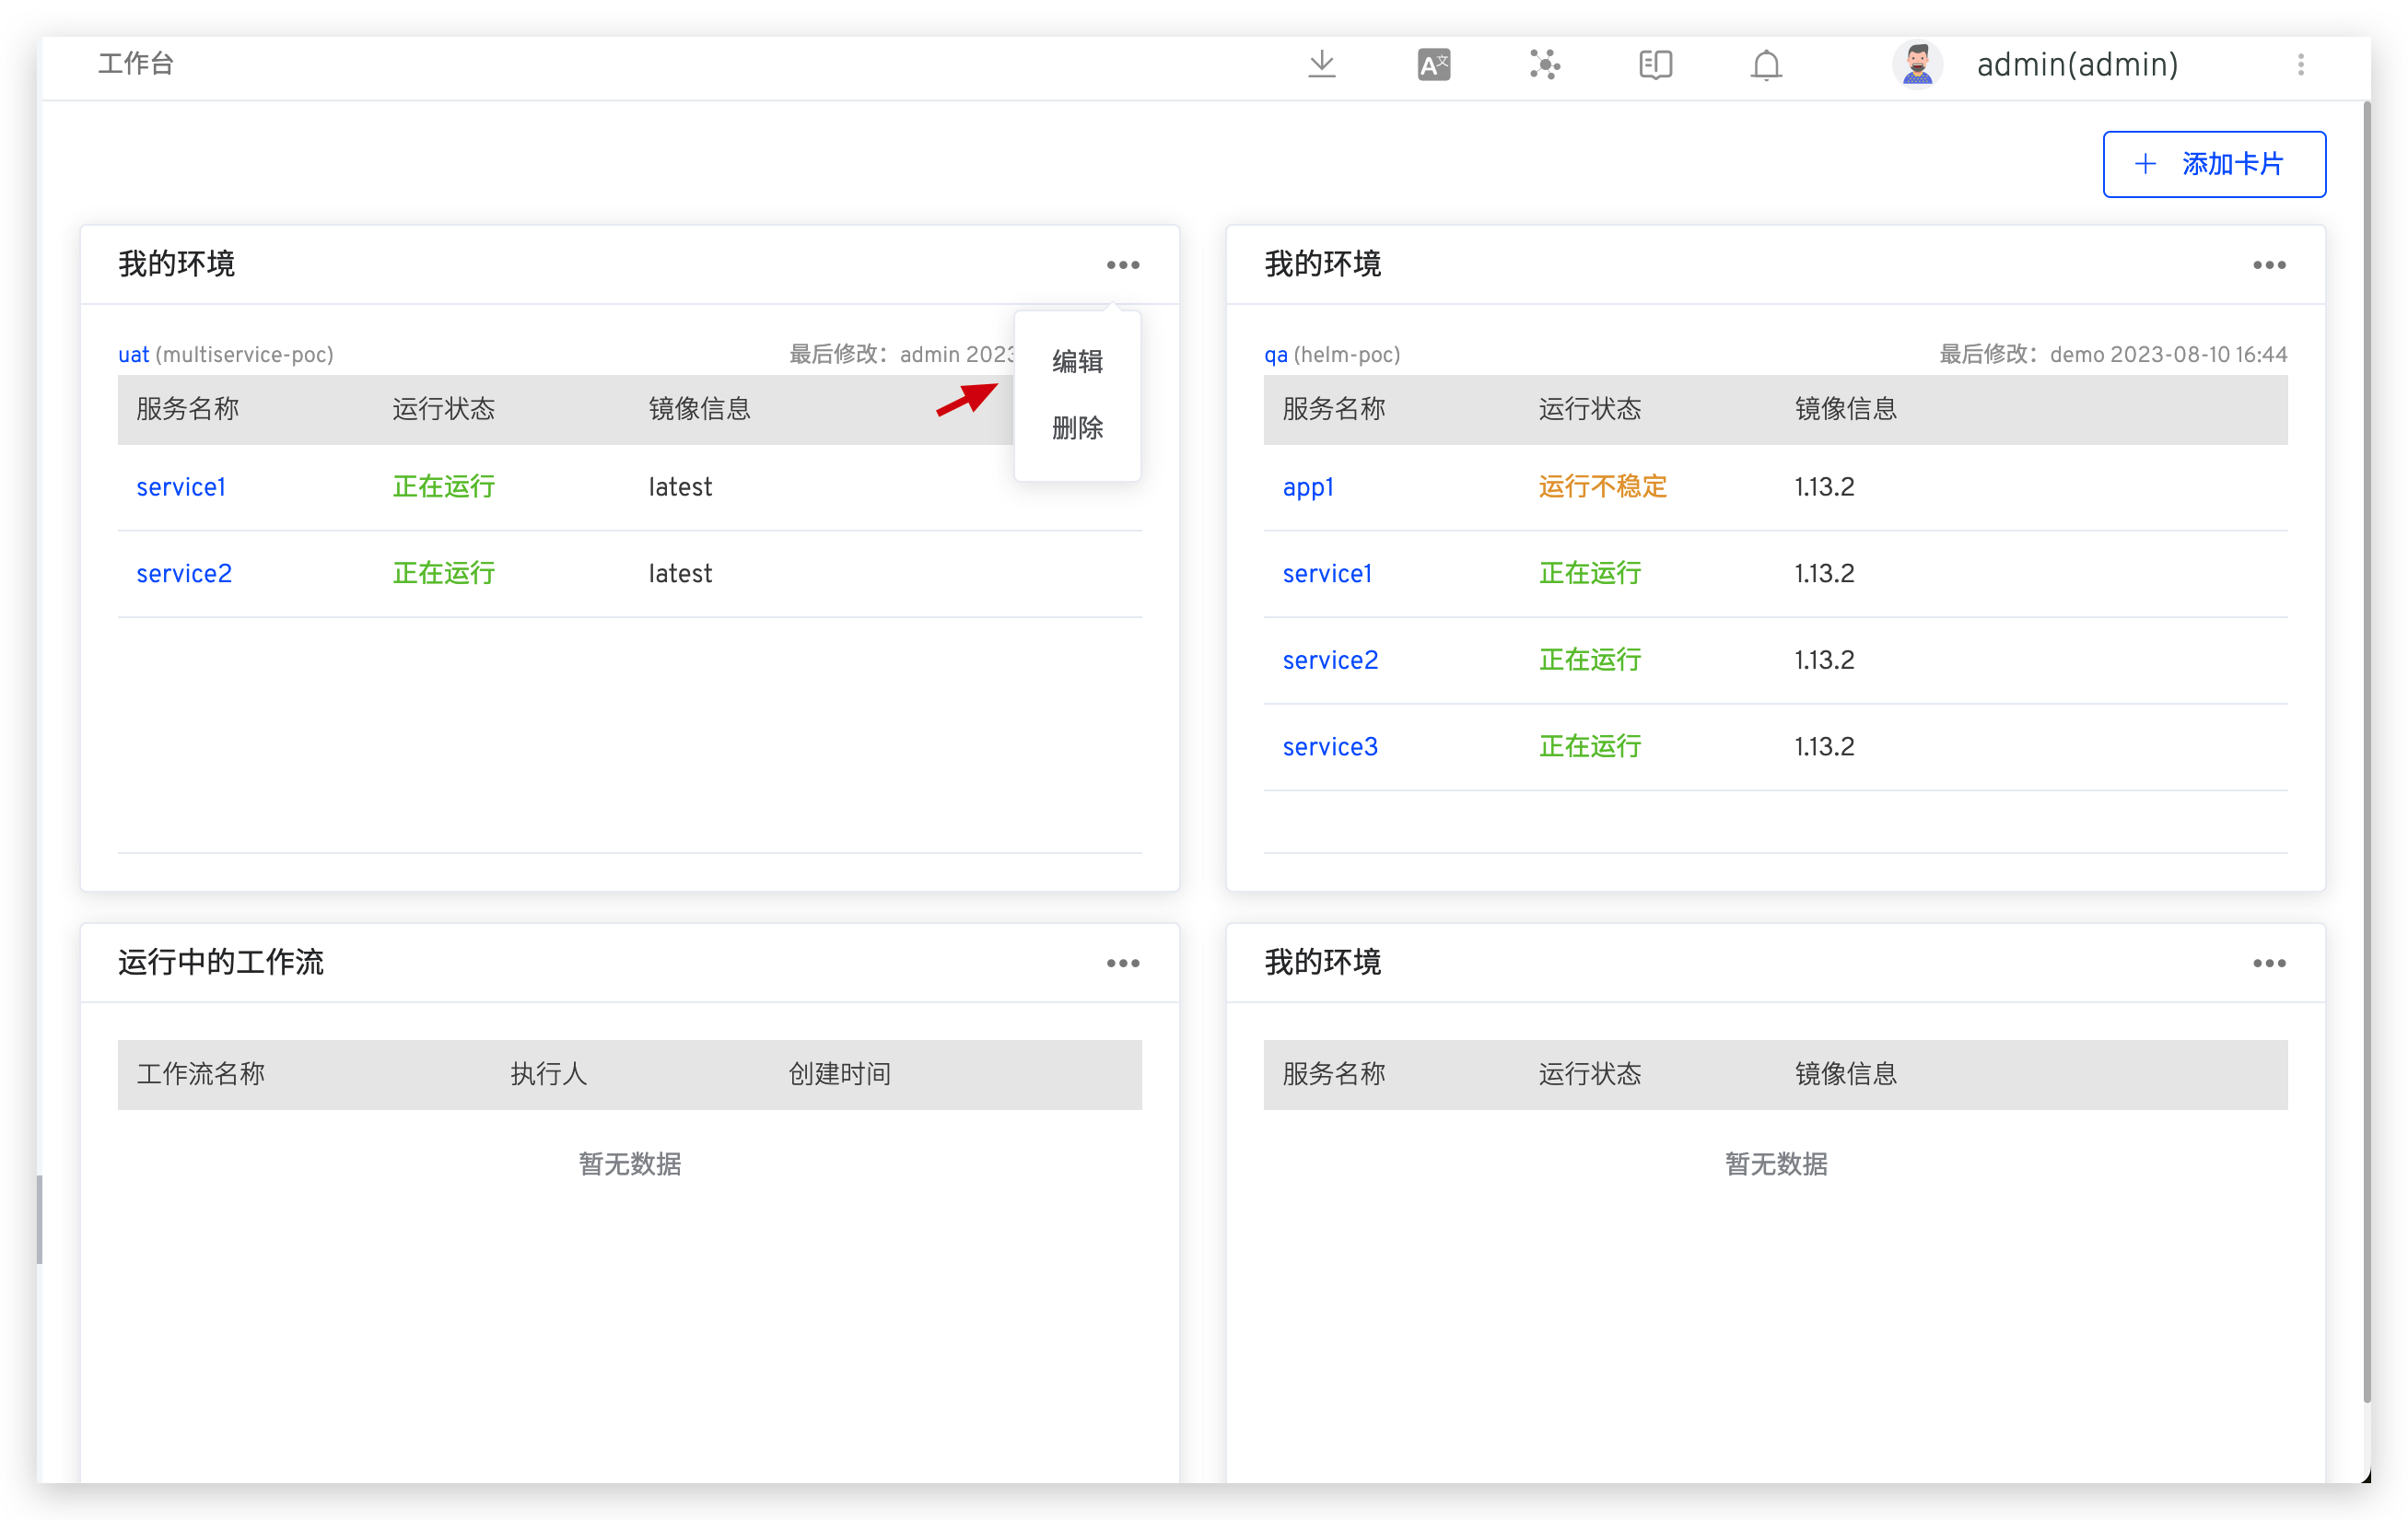 工作台
admin(admin)
添加卡片
我的环境
uat (multiservice-poc)
最后修改：admin 2023
编辑
删除
服务名称 运行状态 镜像信息
service1 正在运行 latest
service2 正在运行 latest
我的环境
qa (helm-poc)
最后修改：demo 2023-08-10 16:44
服务名称 运行状态 镜像信息
app1 运行不稳定 1.13.2
service1 正在运行 1.13.2
service2 正在运行 1.13.2
service3 正在运行 1.13.2
运行中的工作流
工作流名称 执行人 创建时间
暂无数据
我的环境
服务名称 运行状态 镜像信息
暂无数据